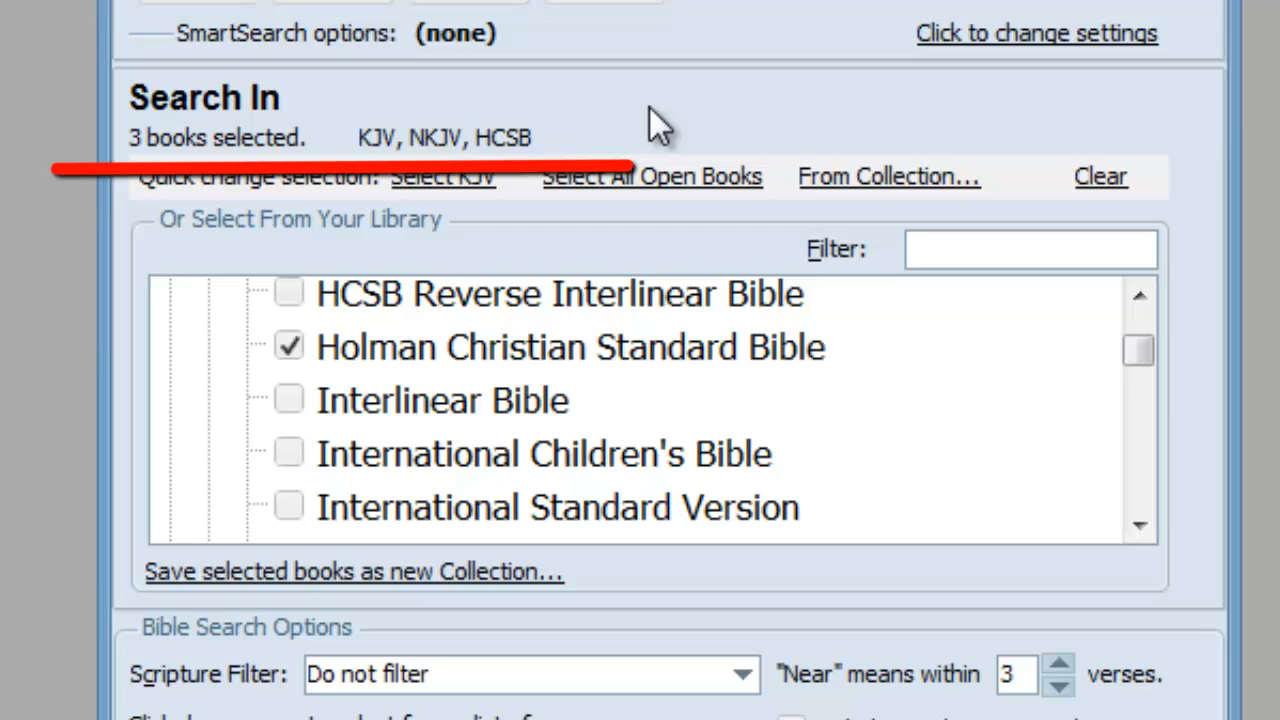 SmartSearch options: (none) Click to change settings
Search In
3 books selected. KJV, NKJV, HCSB
Quick change selection: Select KJV Select All Open Books From Collection... Clear
Or Select From Your Library
Filter:
HCSB Reverse Interlinear Bible
Holman Christian Standard Bible
Interlinear Bible
International Children's Bible
International Standard Version
Save selected books as new Collection...
Bible Search Options
Scripture Filter: Do not filter "Near" means within 3 verses.